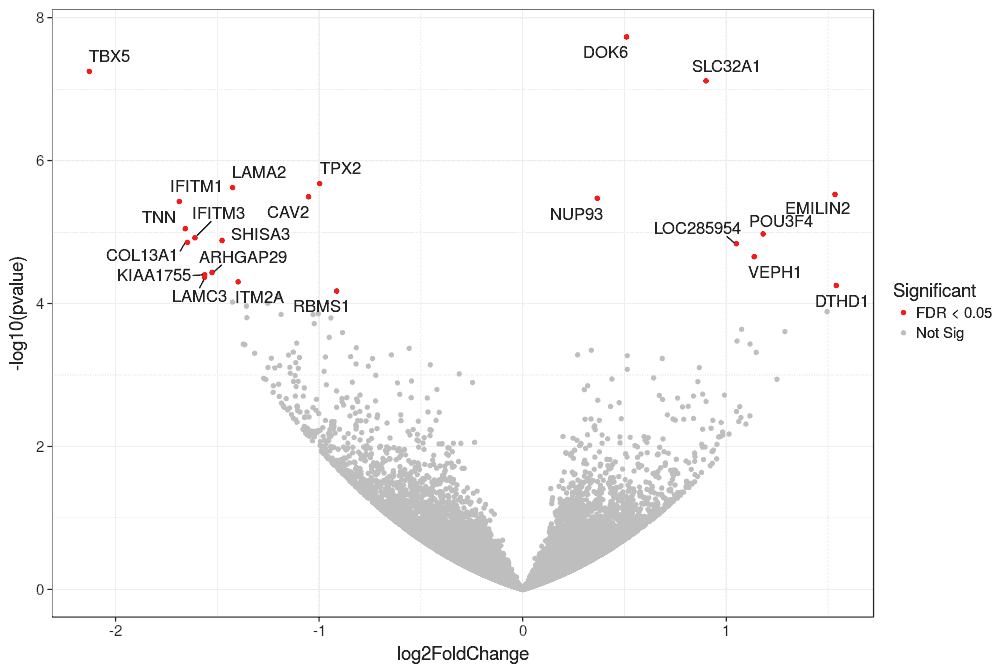 8
TBX5
DOK6
SLC32A1
6
TPX2
LAMA2
IFITM1
IFITM3
CAV2
TNN
NUP93
EMILIN2
POU3F4
LOC285954
SHISA3
COL13A1
ARHGAP29
KIAA1755
VEPH1
LAMC3
ITM2A
RBMS1
DTHD1
4
2
0
-2
-1
0
1
-log10(pvalue)
log2FoldChange
Significant
FDR < 0.05
Not Sig